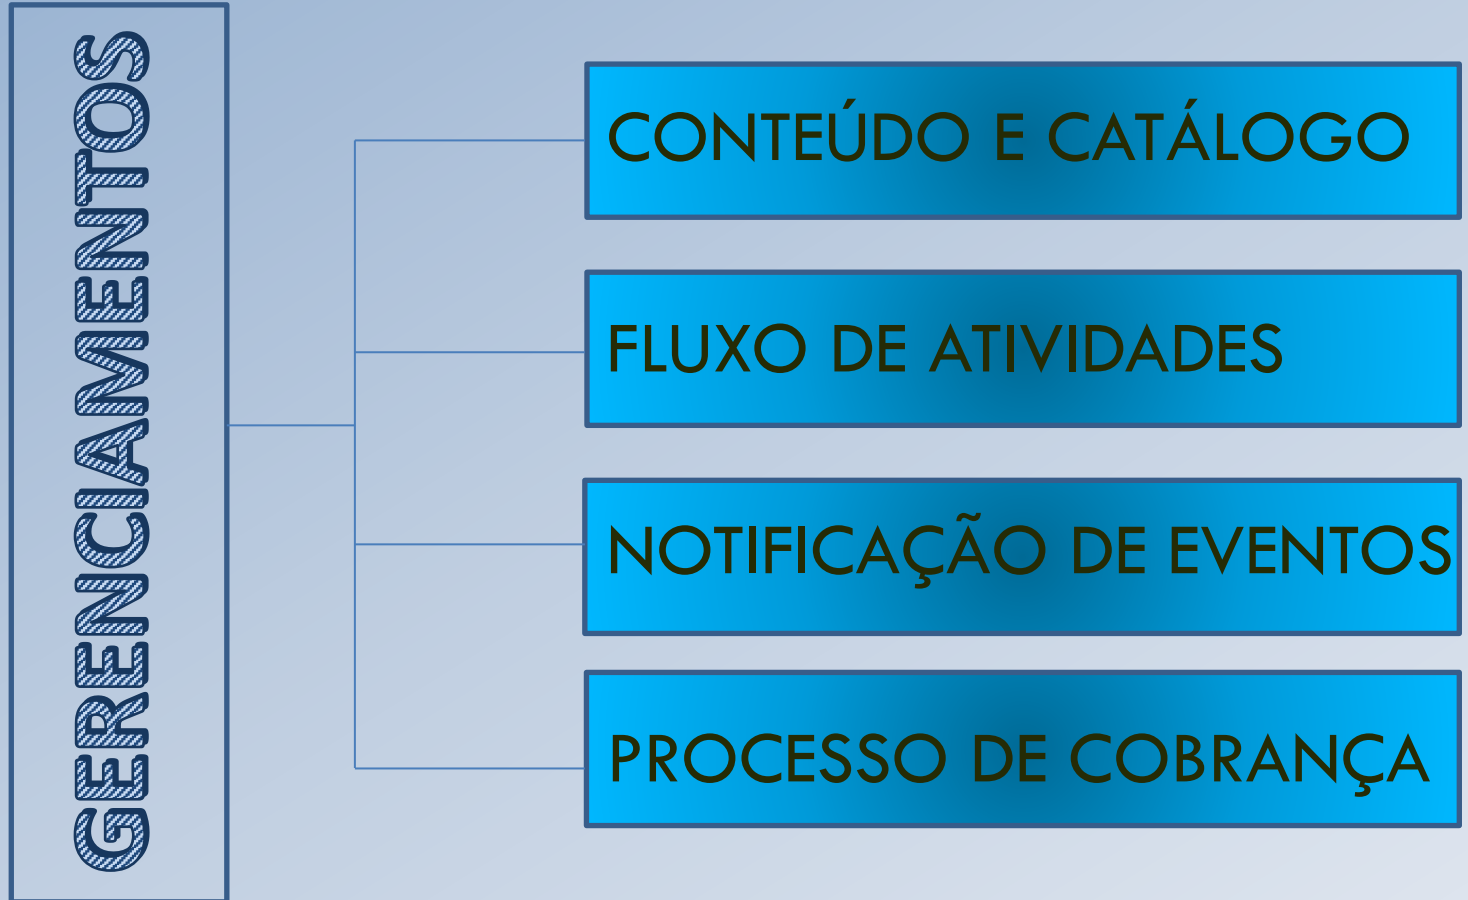 GERENCIAMENTOS
CONTEÚDO E CATÁLOGO
FLUXO DE ATIVIDADES
NOTIFICAÇÃO DE EVENTOS
PROCESSO DE COBRANÇA